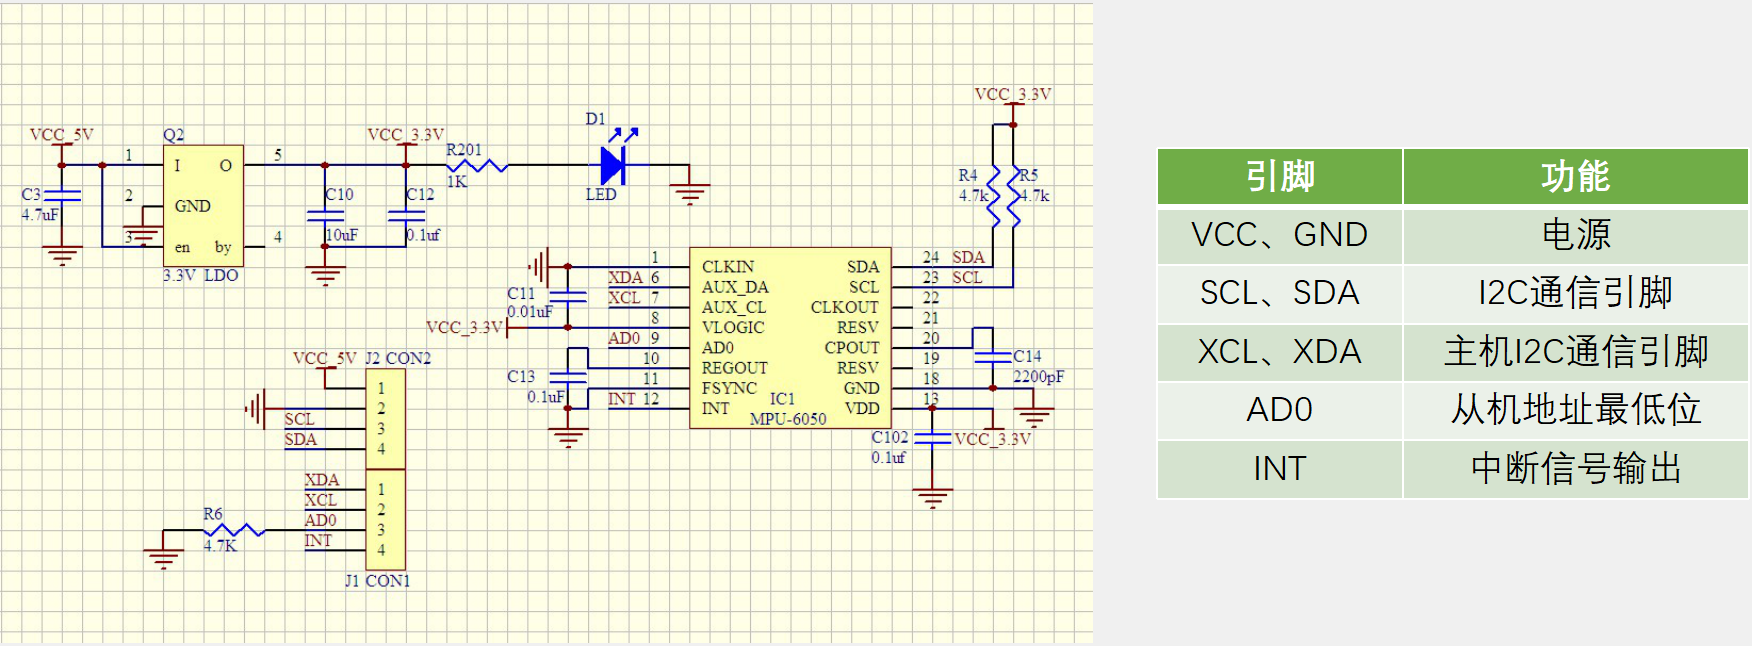 VCC_5V
Q2
1
I
O
5
2
GND
3
en
by
4
3.3V LDO
C3
4.7uF
VCC_3.3V
C10
10uF
C12
0.1uf
R201
1K
D1
LED
VCC_3.3V
R4
4.7k
R5
4.7k
1
CLKIN
SDA
24
SDA
XDA
6
AUX_DA
SCL
23
SCL
XCL
7
AUX_CL
CLKOUT
22
8
VLOGIC
RESV
21
AD0
9
AD0
CPOUT
20
10
REGOUT
RESV
19
11
FSYNC
GND
18
INT
12
INT
VDD
13
IC1
MPU-6050
C11
0.01uF
VCC_3.3V
C13
0.1uF
C14
2200pF
C102
0.1uf
VCC_3.3V
VCC_5V
J2 CON2
1
2
SCL
3
SDA
4
XDA
1
XCL
2
AD0
3
INT
4
J1 CON1
R6
4.7K
引脚 功能
VCC、GND 电源
SCL、SDA I2C通信引脚
XCL、XDA 主机I2C通信引脚
AD0 从机地址最低位
INT 中断信号输出